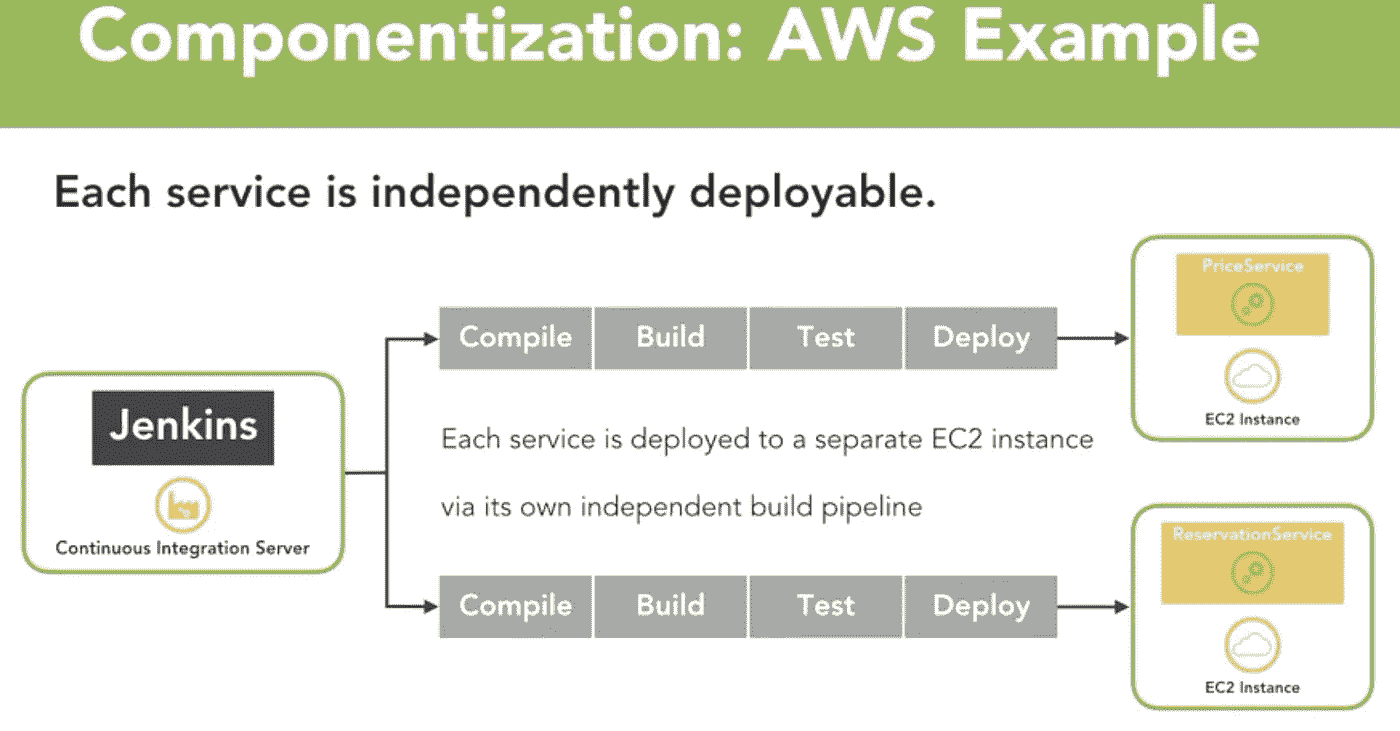 Componentization: AWS Example
Each service is independently deployable.
PriceService
EC2 Instance
Compile Build Test Deploy
Jenkins
Continuous Integration Server
Each service is deployed to a separate EC2 instance
via its own independent build pipeline
Compile Build Test Deploy
ReservationService
EC2 Instance